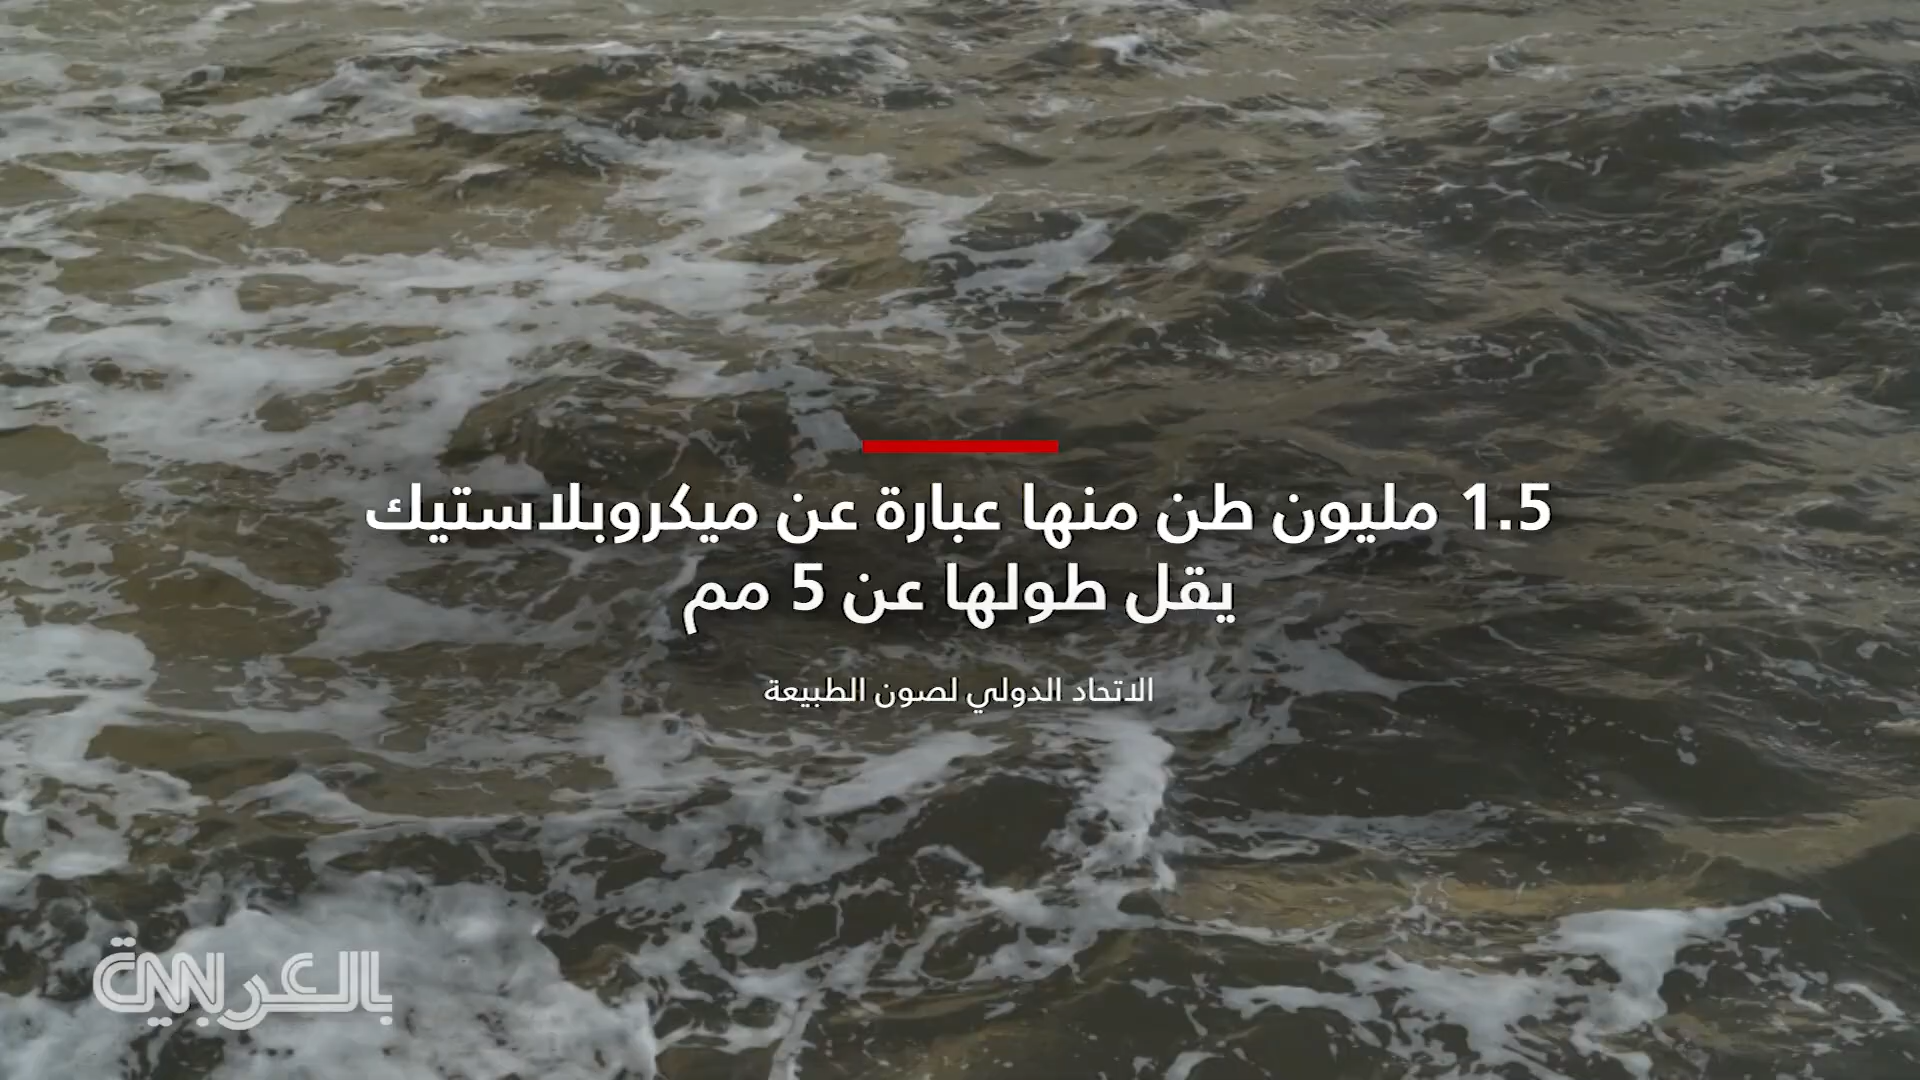 1.5 مليون طن منها عبارة عن ميكروبلاستيك
يقل طولها عن 5 مم
الاتحاد الدولي لصون الطبيعة
CNN بالعربية